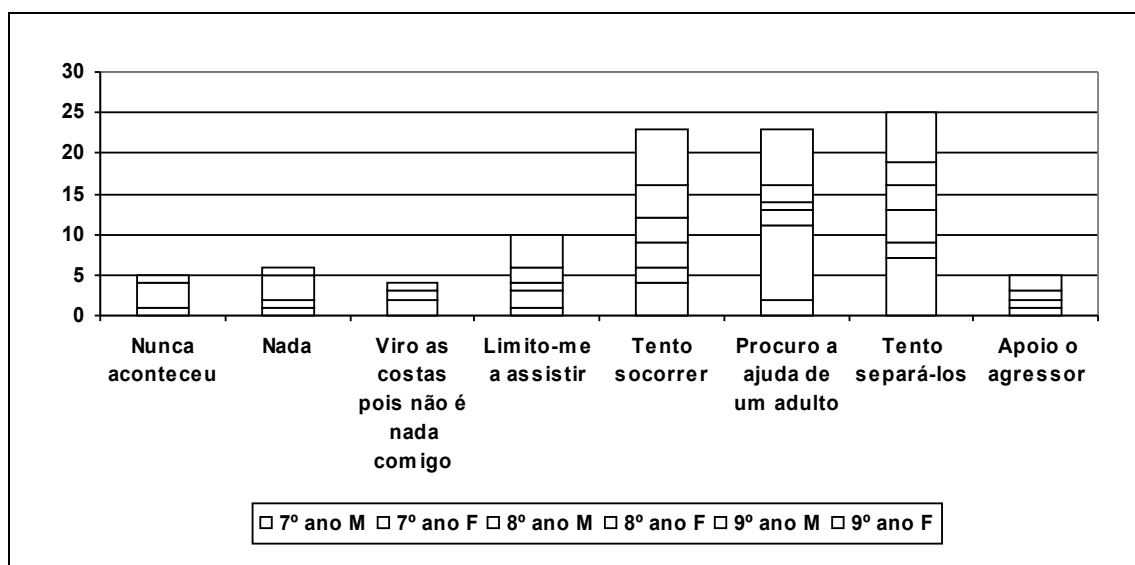 30
25
20
15
10
5
0
Nunca
aconteceu
Nada
Viro as
costas
pois não é
nada
comigo
Limito-me
a assistir
Tento
socorrer
Procuro a
ajuda de
um adulto
Tento
separá-los
Apoio o
agressor
7º ano M 7º ano F 8º ano M 8º ano F 9º ano M 9º ano F